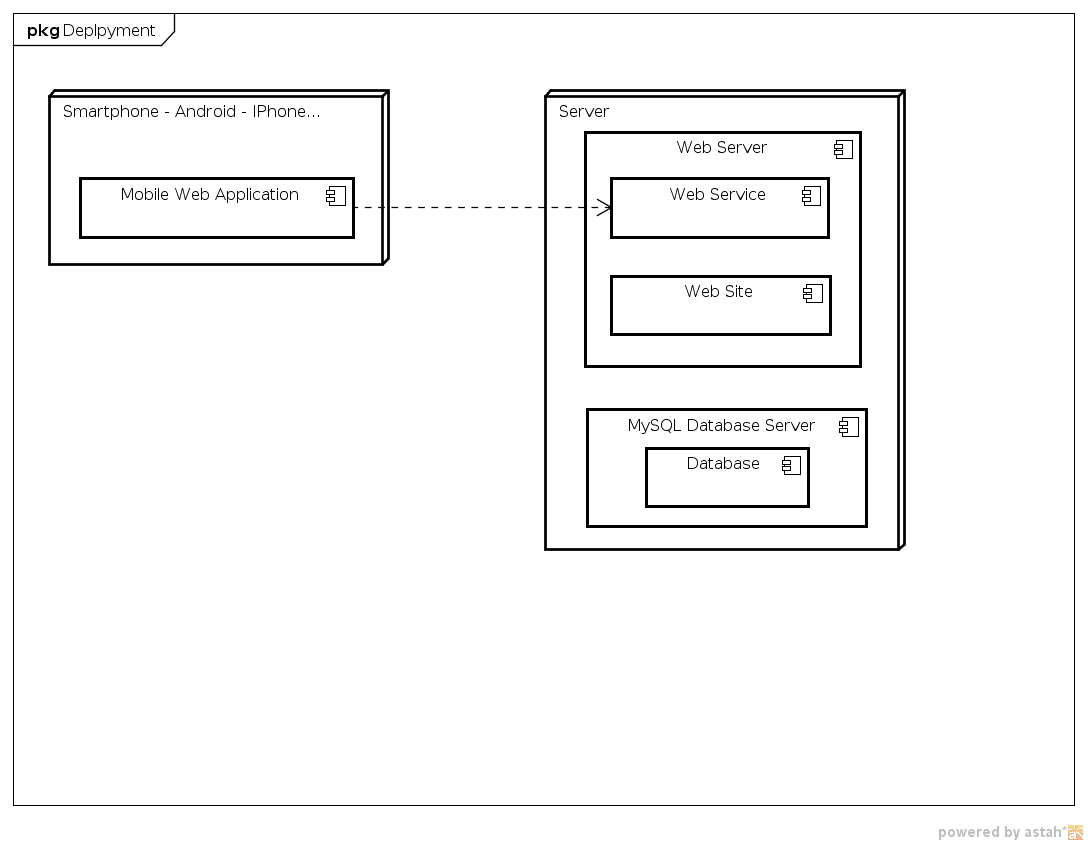 pkg Deplpyment
Smartphone - Android - IPhone...
Mobile Web Application
Server
Web Server
Web Service
Web Site
MySQL Database Server
Database
powered by astah*